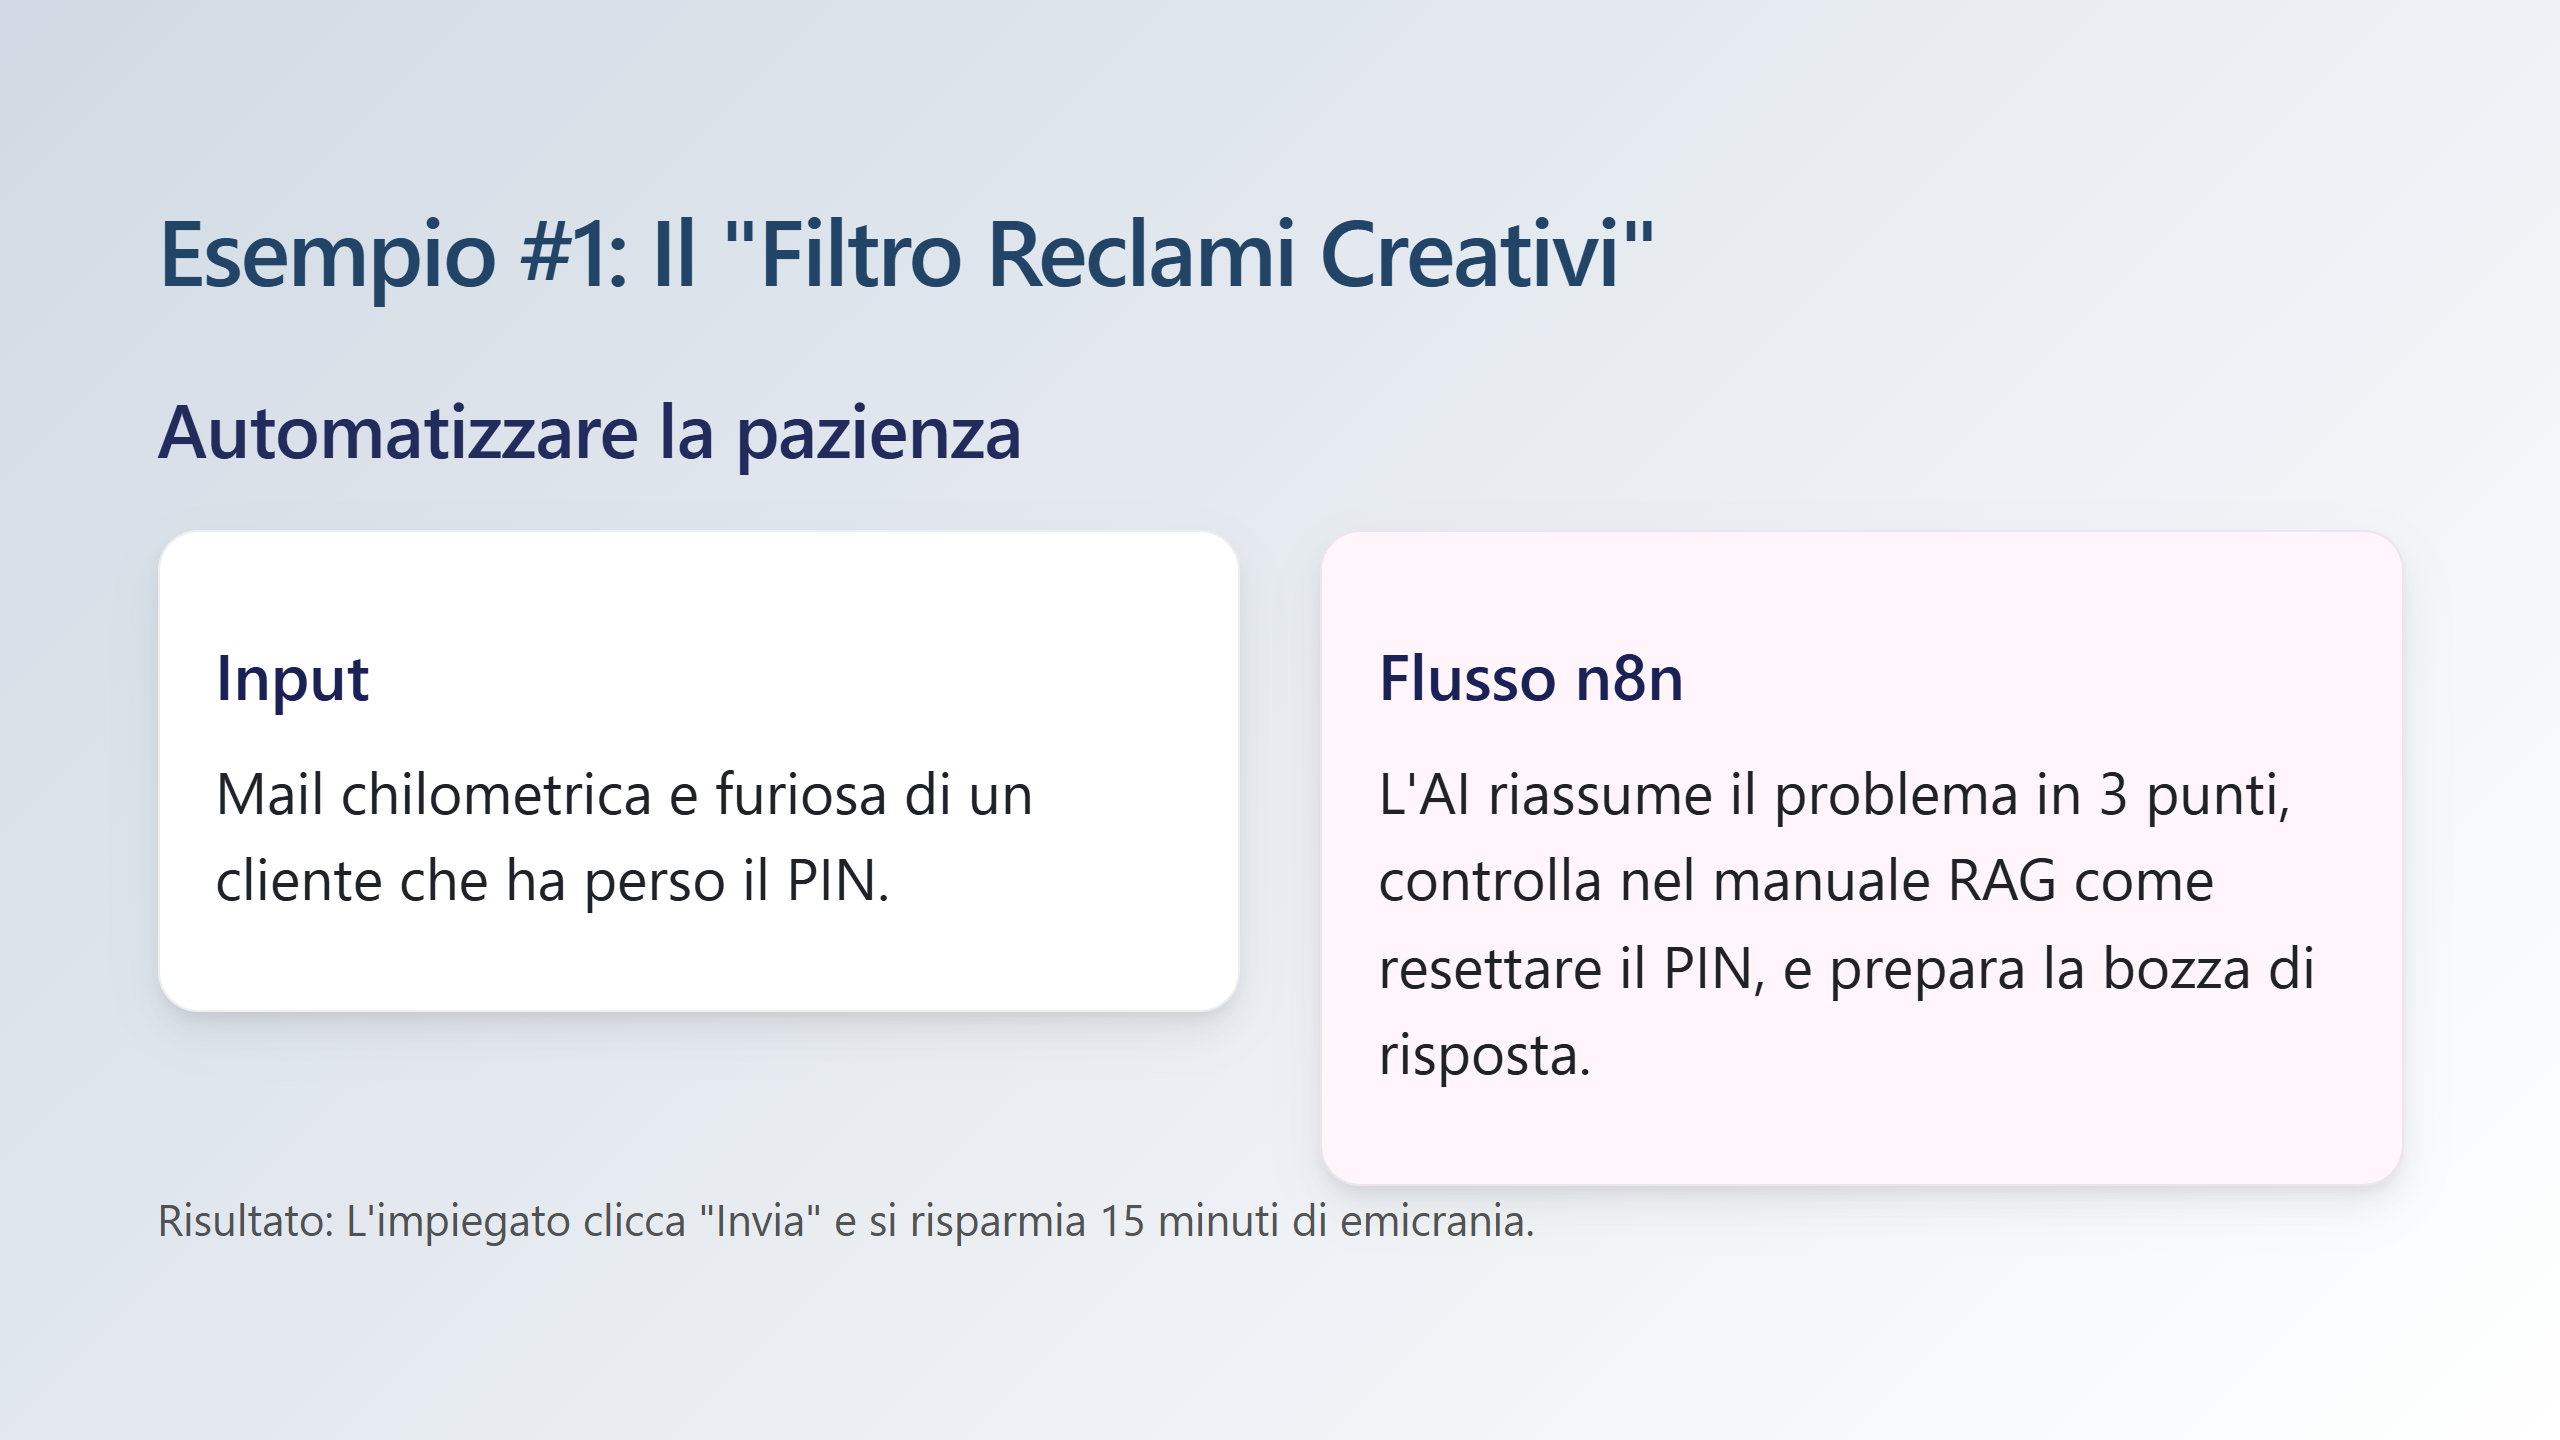 Esempio #1: Il "Filtro Reclami Creativi"
Automatizzare la pazienza
Input
Mail chilometrica e furiosa di un
cliente che ha perso il PIN.
Flusso n8n
L'AI riassume il problema in 3 punti,
controlla nel manuale RAG come
resettare il PIN, e prepara la bozza di
risposta.
Risultato: L'impiegato clicca "Invia" e si risparmia 15 minuti di emicrania.